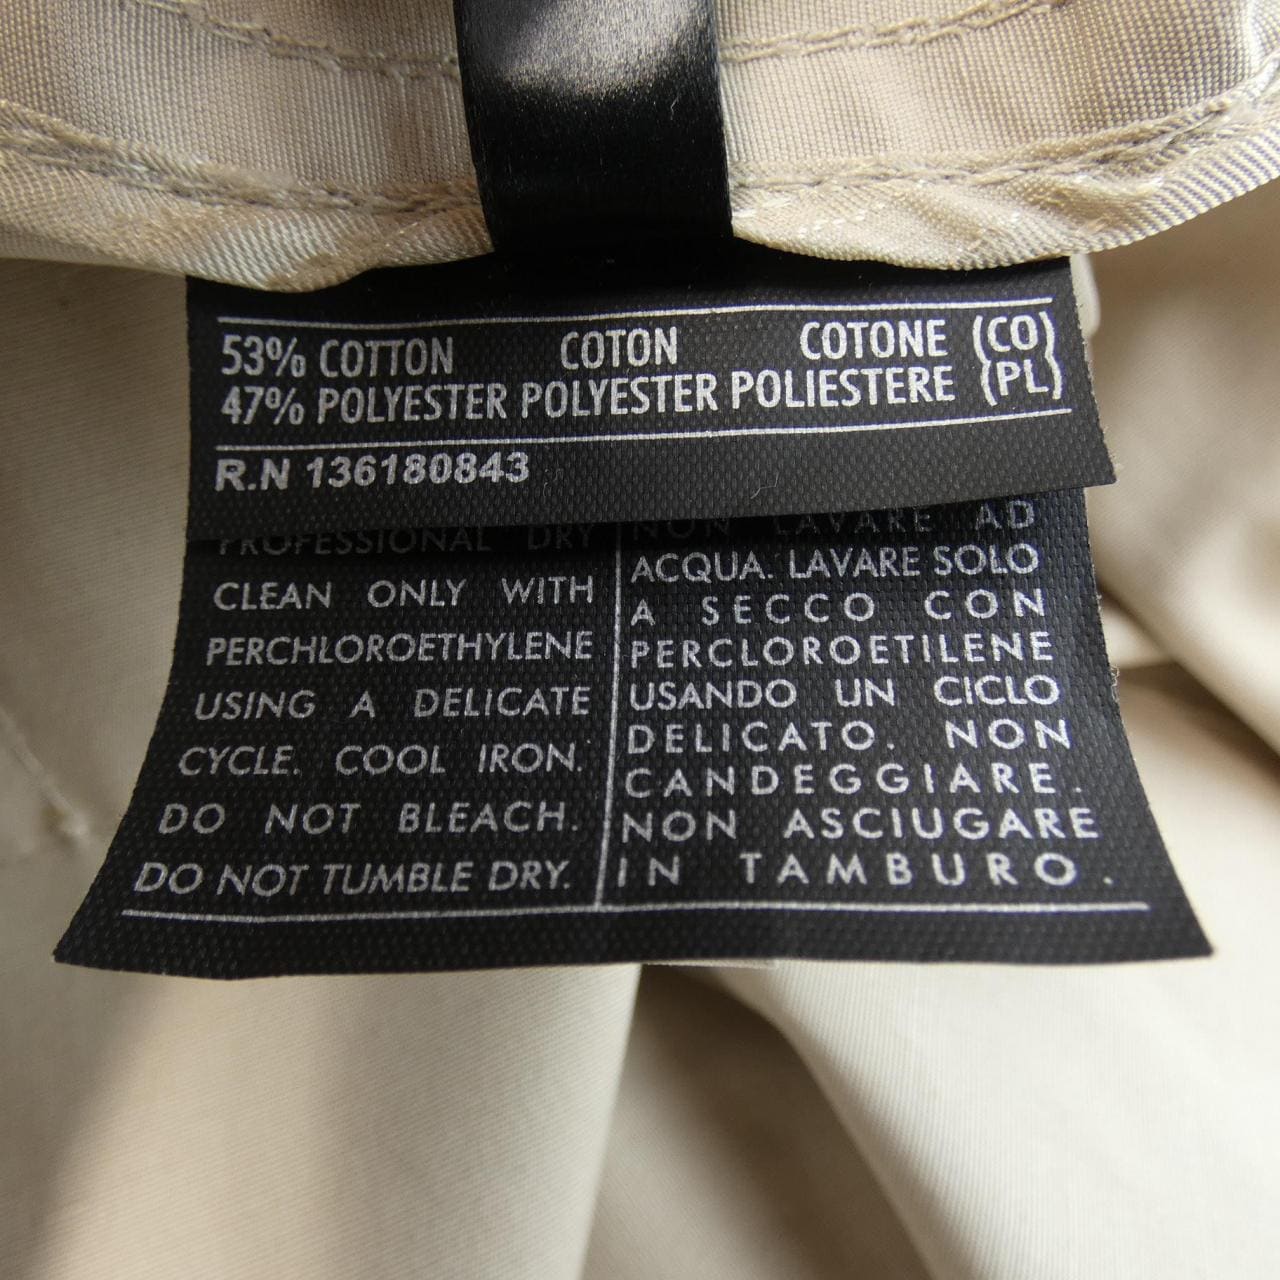 53% COTTON COTON COTONE (CO)
47% POLYESTER POLYESTER POLIESTERE (PL)
R.N 136180843
PROFESSIONAL DRY
CLEAN ONLY WITH
PERCHLOROETHYLENE
USING A DELICATE
CYCLE. COOL IRON.
DO NOT BLEACH.
DO NOT TUMBLE DRY.
NON LAVARE AD
ACQUA. LAVARE SOLO
A SECCO CON
PERCLOROETILENE
USANDO UN CICLO
DELICATO. NON
CANDEGGIARE.
NON ASCIUGARE
IN TAMBURO.